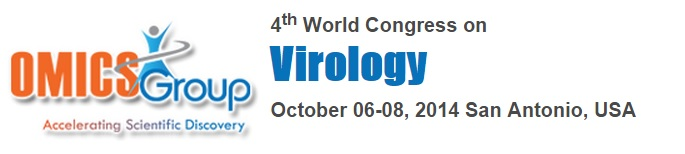 OMICS Group
Accelerating Scientific Discovery
4th World Congress on
Virology
October 06-08, 2014 San Antonio, USA